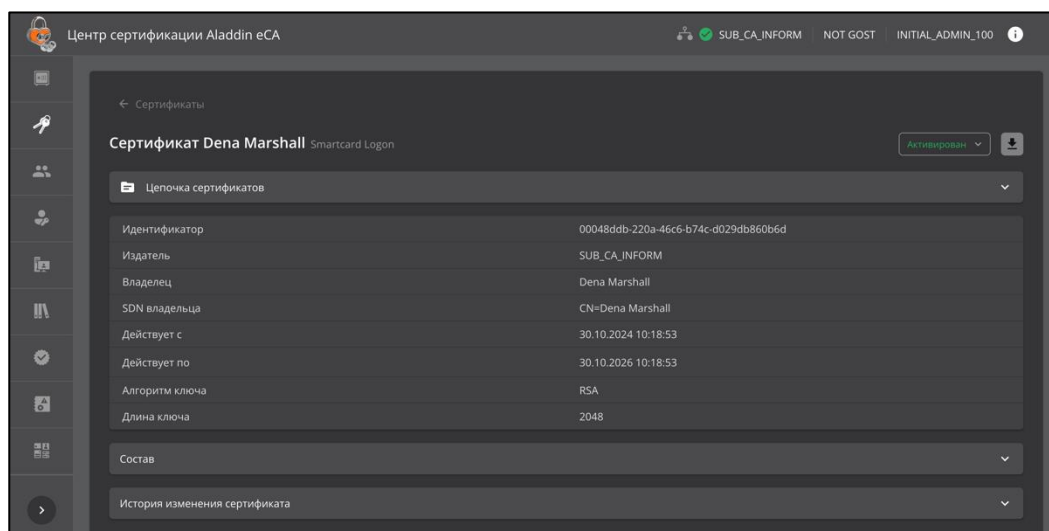 Центр сертификации Aladdin eCA
SUB_CA_INFORM NOT GOST INITIAL_ADMIN_100
← Сертификаты
Сертификат Dena Marshall Smartcard Logon
Активирован
Цепочка сертификатов
Идентификатор 00048ddb-220a-46c6-b74c-d029db860b6d
Издатель SUB_CA_INFORM
Владелец Dena Marshall
SDN владельца CN=Dena Marshall
Действует с 30.10.2024 10:18:53
Действует по 30.10.2026 10:18:53
Алгоритм ключа RSA
Длина ключа 2048
Состав
История изменения сертификата